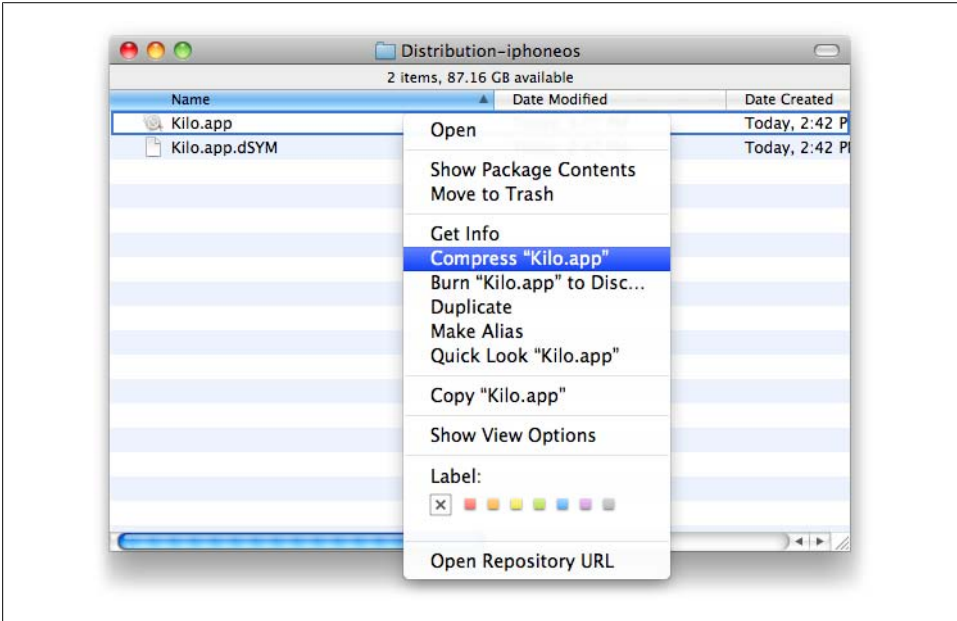 Distribution-iphoneos
2 items, 87.16 GB available
Name Date Modified Date Created
Kilo.app Today, 2:42 P
Kilo.app.dSYM Today, 2:42 P
Open
Show Package Contents
Move to Trash
Get Info
Compress “Kilo.app”
Burn “Kilo.app” to Disc...
Duplicate
Make Alias
Quick Look “Kilo.app”
Copy “Kilo.app”
Show View Options
Label:
Open Repository URL